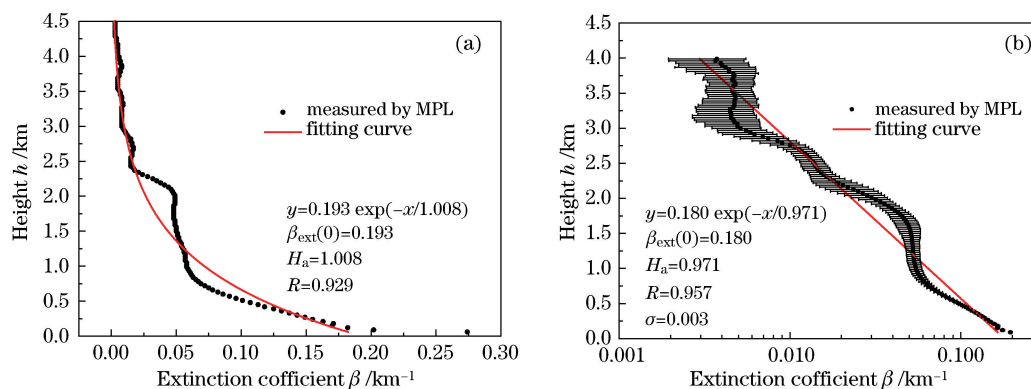 4.5
4.0
3.5
3.0
2.5
2.0
1.5
1.0
0.5
0.0
Height h /km
(a)
measured by MPL
fitting curve
y=0.193 exp(−x/1.008)
βext(0)=0.193
Ha=1.008
R=0.929
0.00 0.05 0.10 0.15 0.20 0.25 0.30
Extinction cofficient β /km−1
4.5
4.0
3.5
3.0
2.5
2.0
1.5
1.0
0.5
0.0
Height h /km
(b)
measured by MPL
fitting curve
y=0.180 exp(−x/0.971)
βext(0)=0.180
Ha=0.971
R=0.957
σ=0.003
0.001 0.010 0.100
Extinction cofficient β /km−1